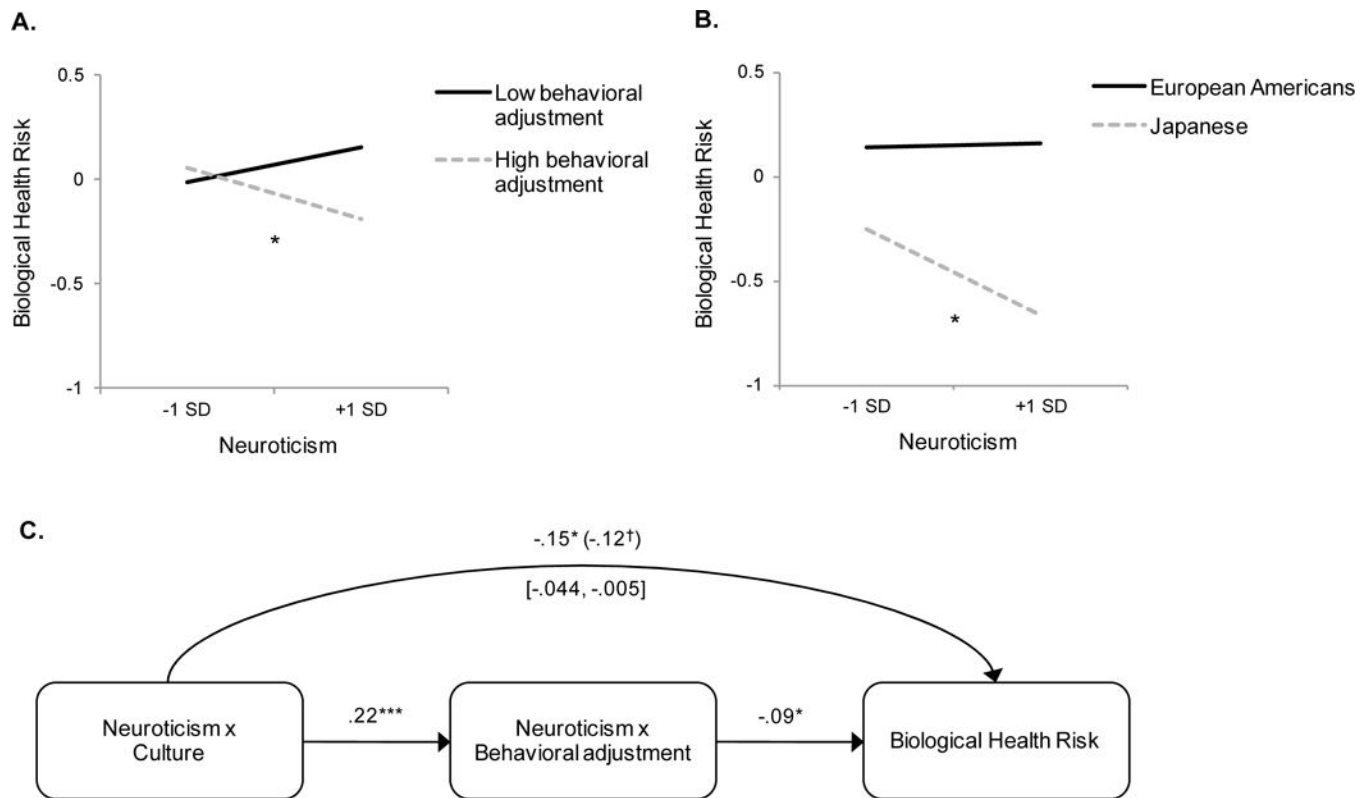 A.
0.5
0
-0.5
-1
Biological Health Risk
-1 SD
+1 SD
Neuroticism
Low behavioral
adjustment
High behavioral
adjustment
*
B.
0.5
0
-0.5
-1
Biological Health Risk
-1 SD
+1 SD
Neuroticism
European Americans
Japanese
*
C.
-.15* (-.12†)
[-.044, -.005]
Neuroticism x
Culture
.22***
Neuroticism x
Behavioral adjustment
-.09*
Biological Health Risk